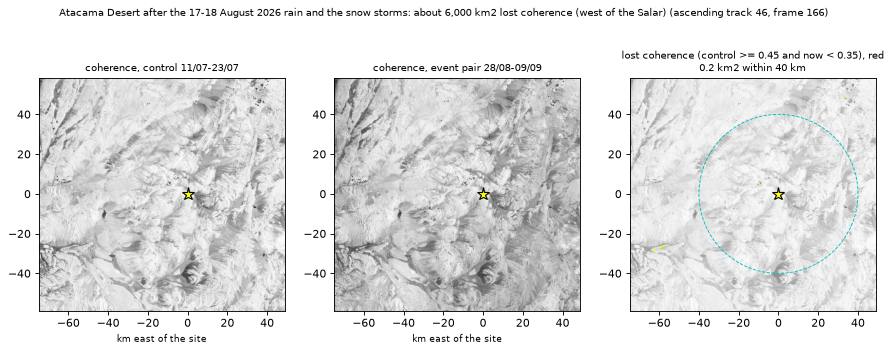 Atacama Desert after the 17-18 August 2026 rain and the snow storms: about 6,000 km2 lost coherence (west of the Salar) (ascending track 46, frame 166)
coherence, control 11/07-23/07
40
20
0
−20
−40
−60 −40 −20 0 20 40
km east of the site
coherence, event pair 28/08-09/09
40
20
0
−20
−40
−60 −40 −20 0 20 40
km east of the site
lost coherence (control >= 0.45 and now < 0.35), red
0.2 km2 within 40 km
40
20
0
−20
−40
−60 −40 −20 0 20 40